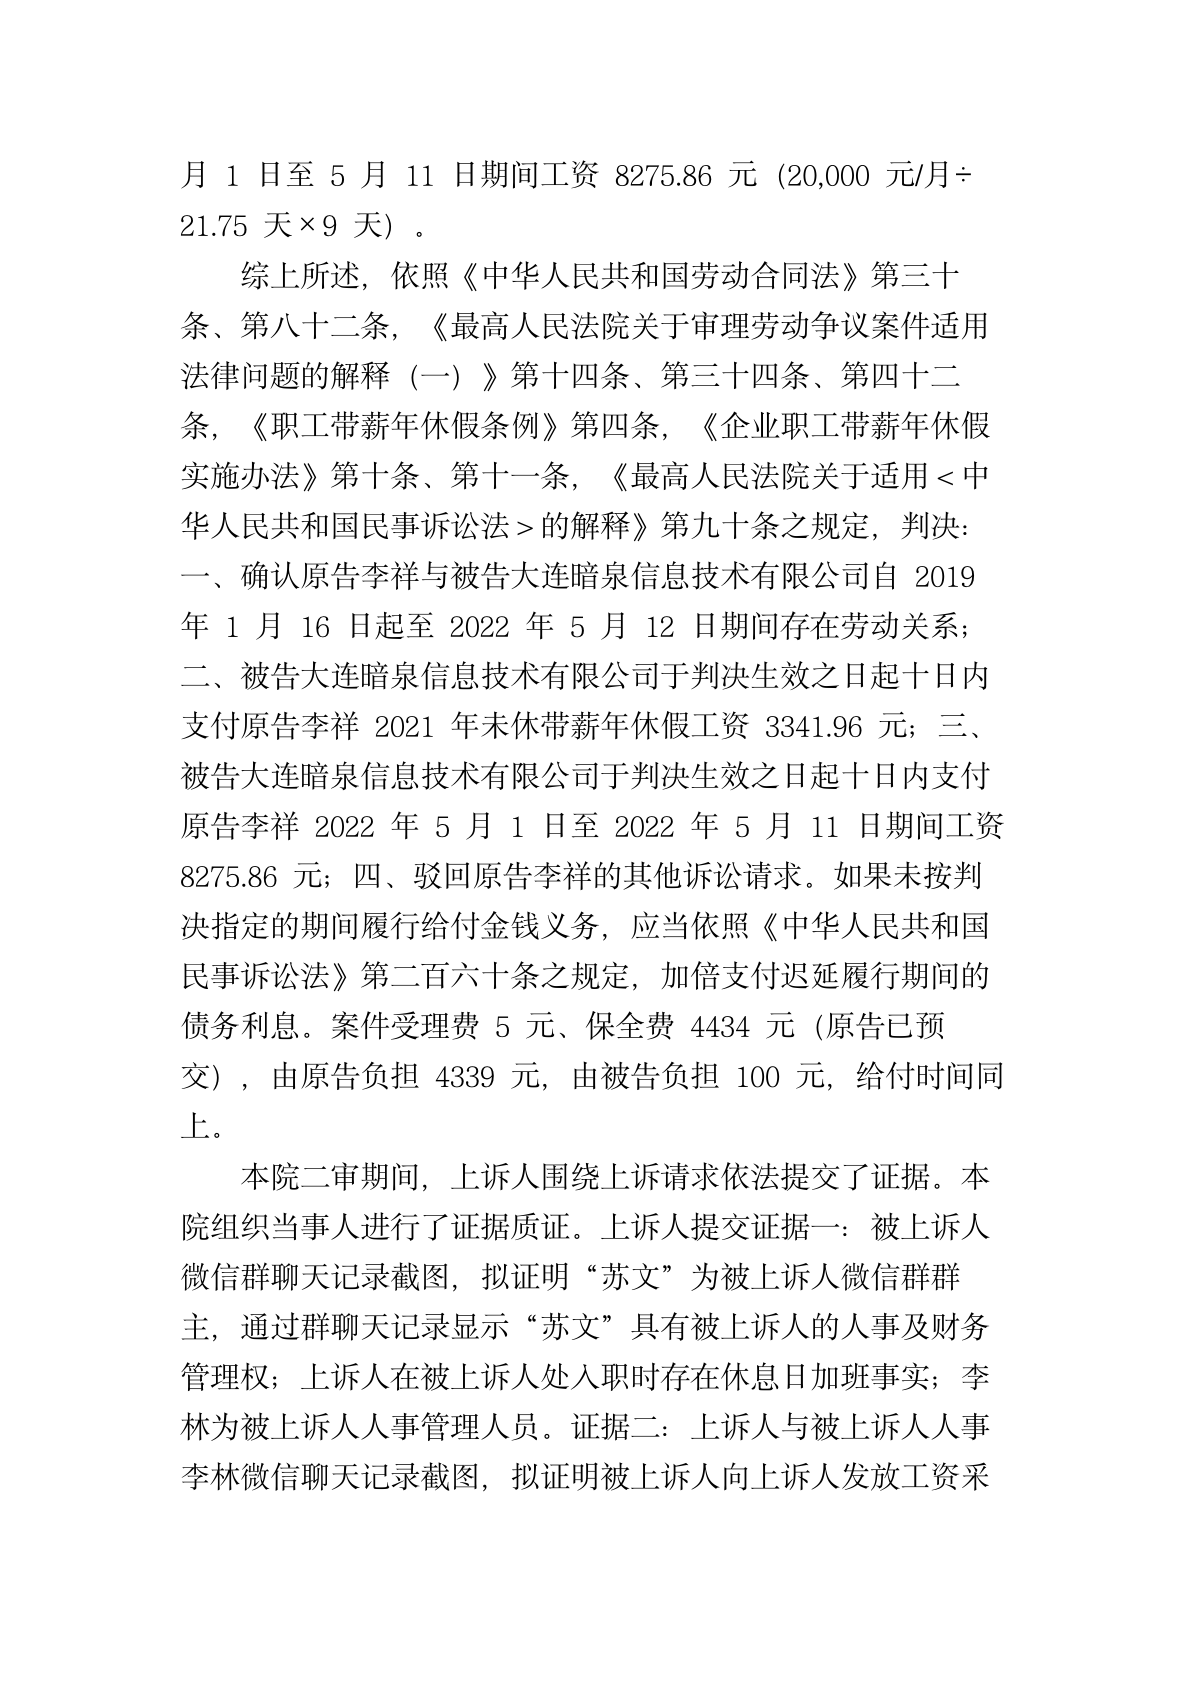 月 1 日至 5 月 11 日期间工资 8275.86 元（20,000 元/月÷
21.75 天×9 天）。
综上所述，依照《中华人民共和国劳动合同法》第三十
条、第八十二条，《最高人民法院关于审理劳动争议案件适用
法律问题的解释（一）》第十四条、第三十四条、第四十二
条，《职工带薪年休假条例》第四条，《企业职工带薪年休假
实施办法》第十条、第十一条，《最高人民法院关于适用＜中
华人民共和国民事诉讼法＞的解释》第九十条之规定，判决：
一、确认原告李祥与被告大连暗泉信息技术有限公司自 2019
年 1 月 16 日起至 2022 年 5 月 12 日期间存在劳动关系；
二、被告大连暗泉信息技术有限公司于判决生效之日起十日内
支付原告李祥 2021 年未休带薪年休假工资 3341.96 元；三、
被告大连暗泉信息技术有限公司于判决生效之日起十日内支付
原告李祥 2022 年 5 月 1 日至 2022 年 5 月 11 日期间工资
8275.86 元；四、驳回原告李祥的其他诉讼请求。如果未按判
决指定的期间履行给付金钱义务，应当依照《中华人民共和国
民事诉讼法》第二百六十条之规定，加倍支付迟延履行期间的
债务利息。案件受理费 5 元、保全费 4434 元（原告已预
交），由原告负担 4339 元，由被告负担 100 元，给付时间同
上。
本院二审期间，上诉人围绕上诉请求依法提交了证据。本
院组织当事人进行了证据质证。上诉人提交证据一：被上诉人
微信群聊天记录截图，拟证明“苏文”为被上诉人微信群群
主，通过群聊天记录显示“苏文”具有被上诉人的人事及财务
管理权；上诉人在被上诉人处入职时存在休息日加班事实；李
林为被上诉人人事管理人员。证据二：上诉人与被上诉人人事
李林微信聊天记录截图，拟证明被上诉人向上诉人发放工资采